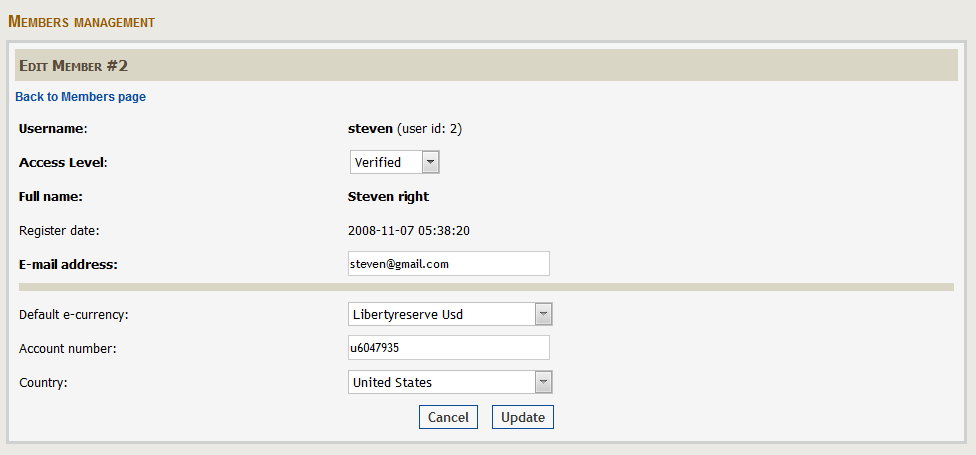 Members management
Edit Member #2
Back to Members page
Username: steven (user id: 2)
Access Level: Verified
Full name: Steven right
Register date: 2008-11-07 05:38:20
E-mail address: steven@gmail.com
Default e-currency: Libertyreserve Usd
Account number: u6047935
Country: United States
Cancel Update